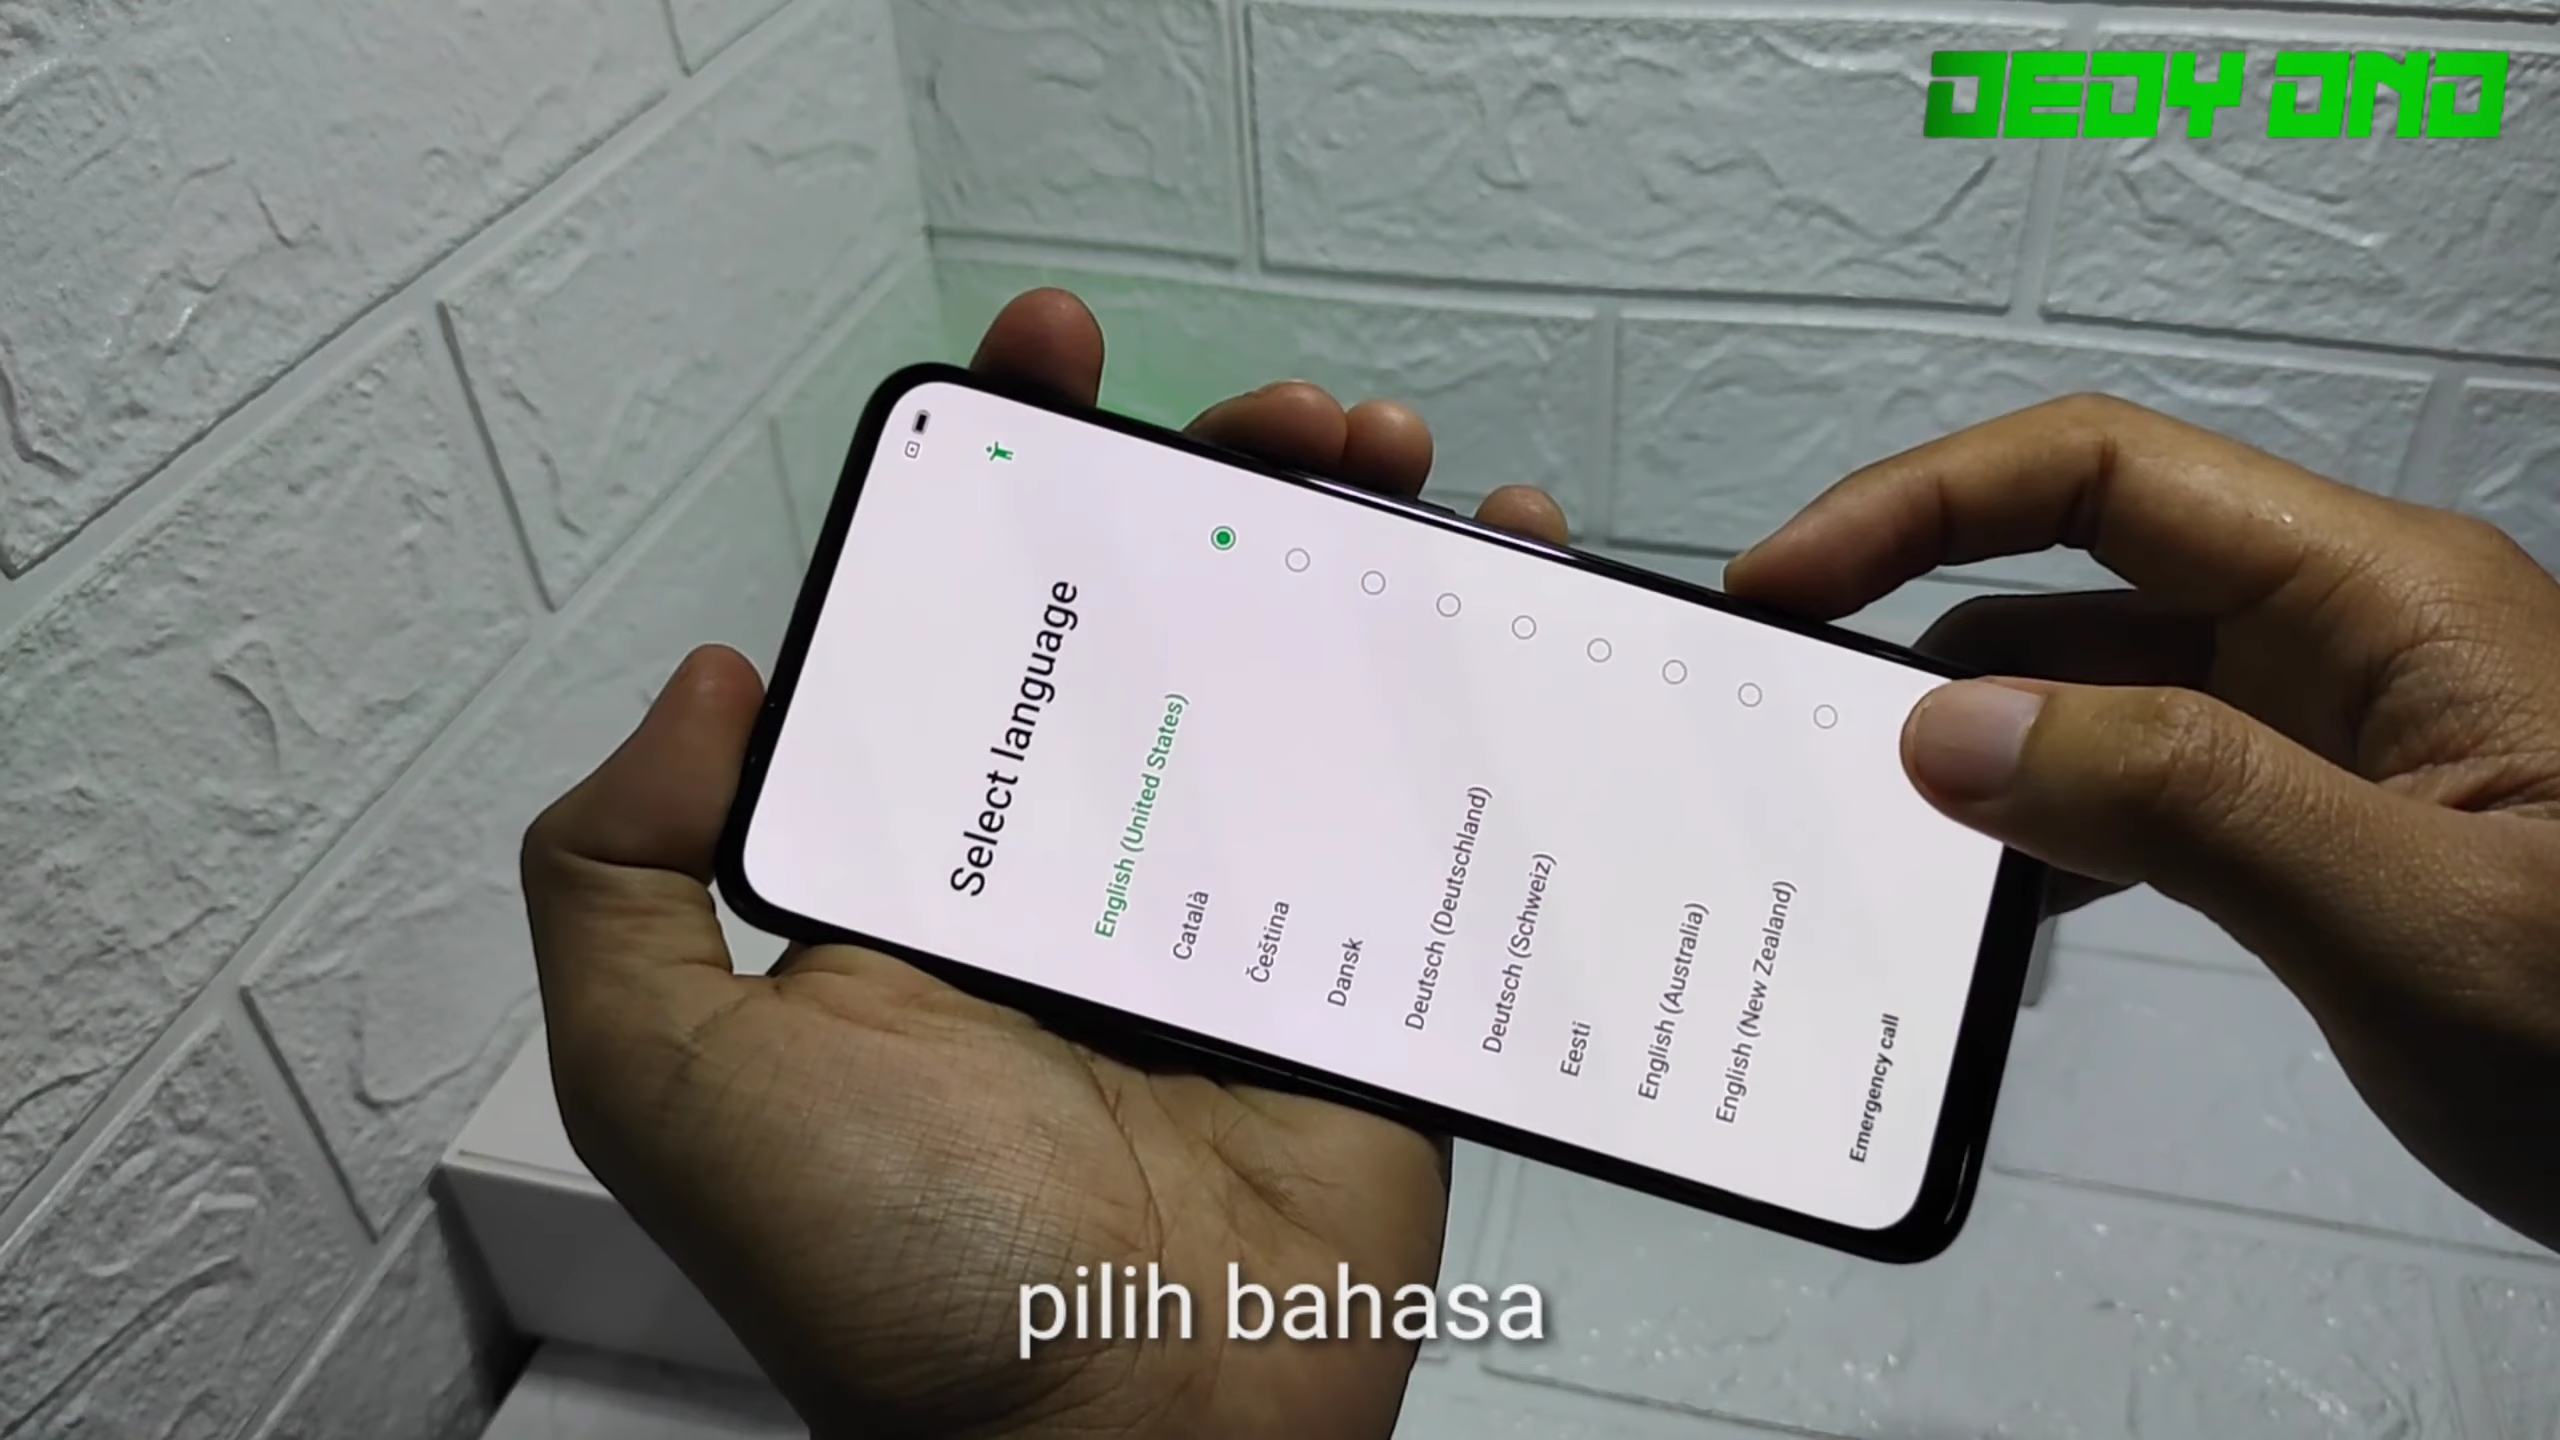 DEDY DND
Select language
English (United States)
Català
Čeština
Dansk
Deutsch (Deutschland)
Deutsch (Schweiz)
Eesti
English (Australia)
English (New Zealand)
Emergency call
pilih bahasa